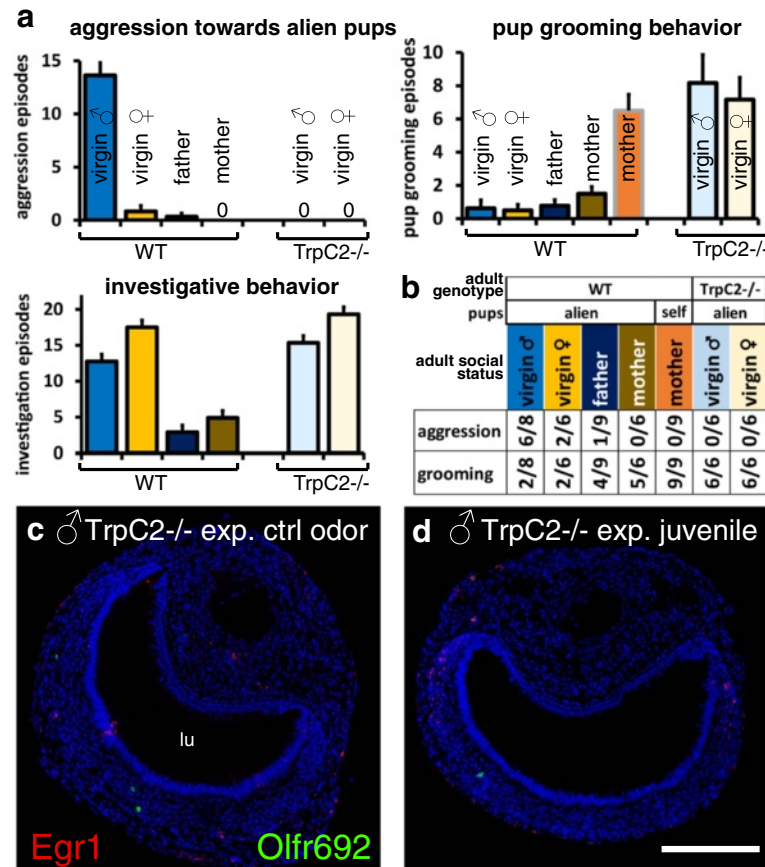 a
aggression towards alien pups
aggression episodes
15
10
5
0
virgin ♂
virgin ♀
father
mother
0
virgin ♂
0
virgin ♀
0
WT
TrpC2-/-
pup grooming behavior
pup grooming episodes
10
8
6
4
2
0
virgin ♂
virgin ♀
father
mother
mother
virgin ♂
virgin ♀
WT
TrpC2-/-
investigative behavior
investigation episodes
20
15
10
5
0
WT
TrpC2-/-
b
adult genotype WT TrpC2-/-
pups alien self alien
adult social status virgin ♂ virgin ♀ father mother mother virgin ♂ virgin ♀
aggression 6/8 2/6 1/9 0/6 0/9 0/6 0/6
grooming 2/8 2/6 4/9 5/6 9/9 6/6 6/6
c ♂ TrpC2-/- exp. ctrl odor
lu
Egr1 Olfr692
d ♂ TrpC2-/- exp. juvenile